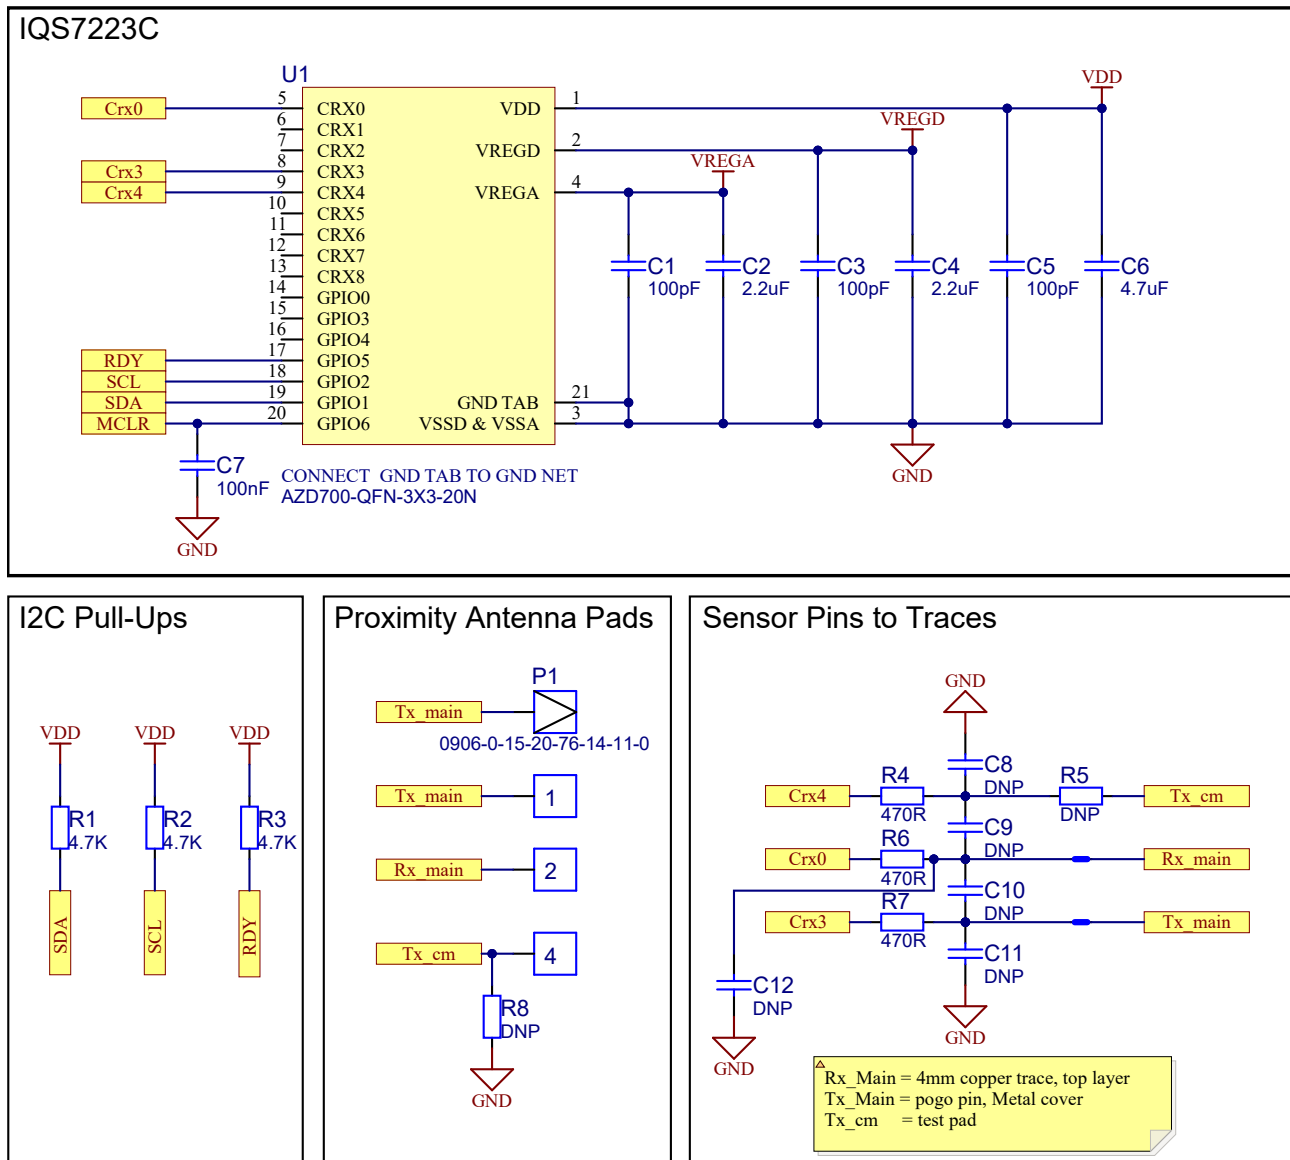 IQS7223C
U1
Crx0
Crx3
Crx4
RDY
SCL
SDA
MCLR
5 CRX0
6 CRX1
7 CRX2
8 CRX3
9 CRX4
10 CRX5
11 CRX6
12 CRX7
13 CRX8
14 GPIO0
15 GPIO3
16 GPIO4
17 GPIO5
18 GPIO2
19 GPIO1
20 GPIO6
VDD 1
VREGD 2
VREGA 4
GND TAB 21
VSSD & VSSA 3
VDD
VREGD
VREGA
C1
100pF
C2
2.2uF
C3
100pF
C4
2.2uF
C5
100pF
C6
4.7uF
GND
C7
100nF
GND
CONNECT GND TAB TO GND NET
AZD700-QFN-3X3-20N
I2C Pull-Ups
VDD
VDD
VDD
R1
4.7K
R2
4.7K
R3
4.7K
SDA
SCL
RDY
Proximity Antenna Pads
P1
Tx_main
0906-0-15-20-76-14-11-0
Tx_main
1
Rx_main
2
Tx_cm
4
R8
DNP
GND
Sensor Pins to Traces
GND
C8
DNP
R4
470R
R5
DNP
Crx4
Tx_cm
C9
DNP
R6
470R
Crx0
Rx_main
C10
DNP
R7
470R
Crx3
Tx_main
C11
DNP
C12
DNP
GND
GND
Rx_Main = 4mm copper trace, top layer
Tx_Main = pogo pin, Metal cover
Tx_cm = test pad